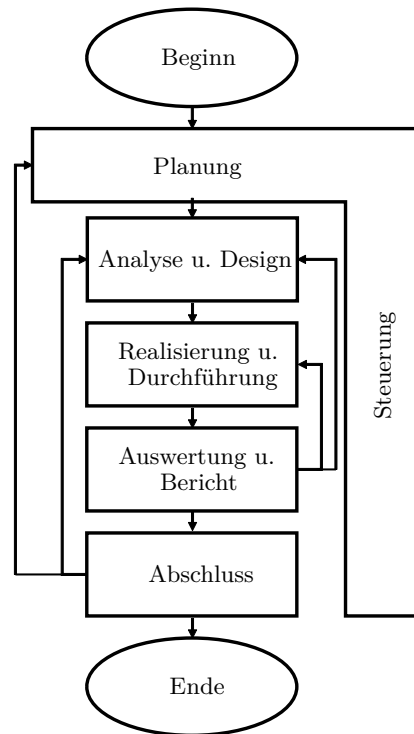 Beginn
Planung
Analyse u. Design
Realisierung u.
Durchführung
Steuerung
Auswertung u.
Bericht
Abschluss
Ende